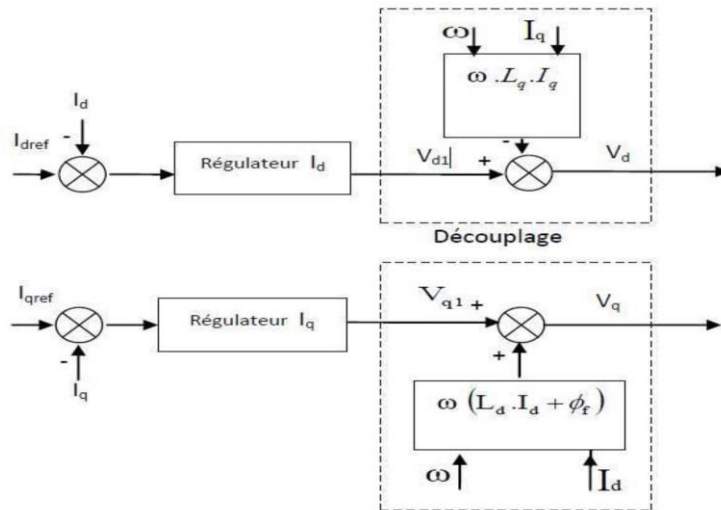 ω I_q
ω .L_q.I_q
I_d
-
I_dref
Régulateur I_d
V_d1| +
-
V_d
Découplage
I_qref
Régulateur I_q
V_q1 +
V_q
-
+
I_q
ω (L_d .I_d + ϕ_f)
ω I_d